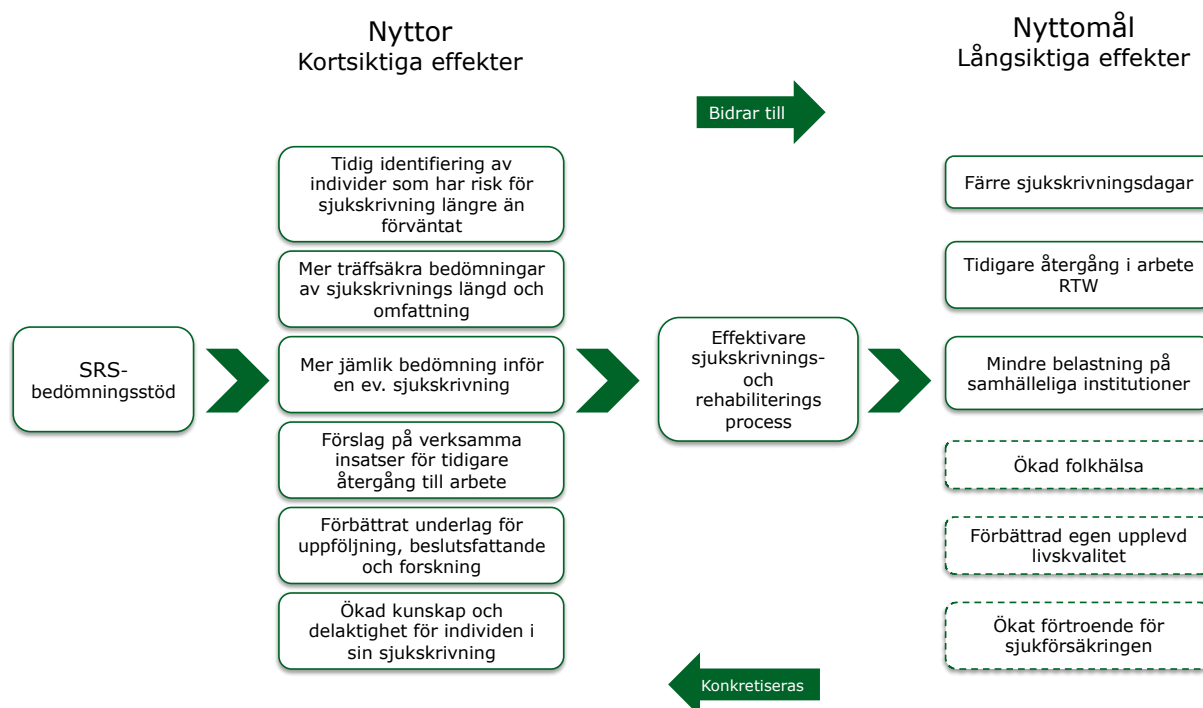 Nyttor
Kortsiktiga effekter
Nyttomål
Långsiktiga effekter
Bidrar till
Tidig identifiering av
individer som har risk för
sjukskrivning längre än
förväntat
Mer träffsäkra bedömningar
av sjukskrivnings längd och
omfattning
Mer jämlik bedömning inför
en ev. sjukskrivning
Förslag på verksamma
insatser för tidigare
återgång till arbete
Förbättrat underlag för
uppföljning, beslutsfattande
och forskning
Ökad kunskap och
delaktighet för individen i
sin sjukskrivning
SRS-
bedömningsstöd
Effektivare
sjukskrivnings-
och
rehabiliterings
process
Färre sjukskrivningsdagar
Tidigare återgång i arbete
RTW
Mindre belastning på
samhälleliga institutioner
Ökad folkhälsa
Förbättrad egen upplevd
livskvalitet
Ökat förtroende för
sjukförsäkringen
Konkretiseras